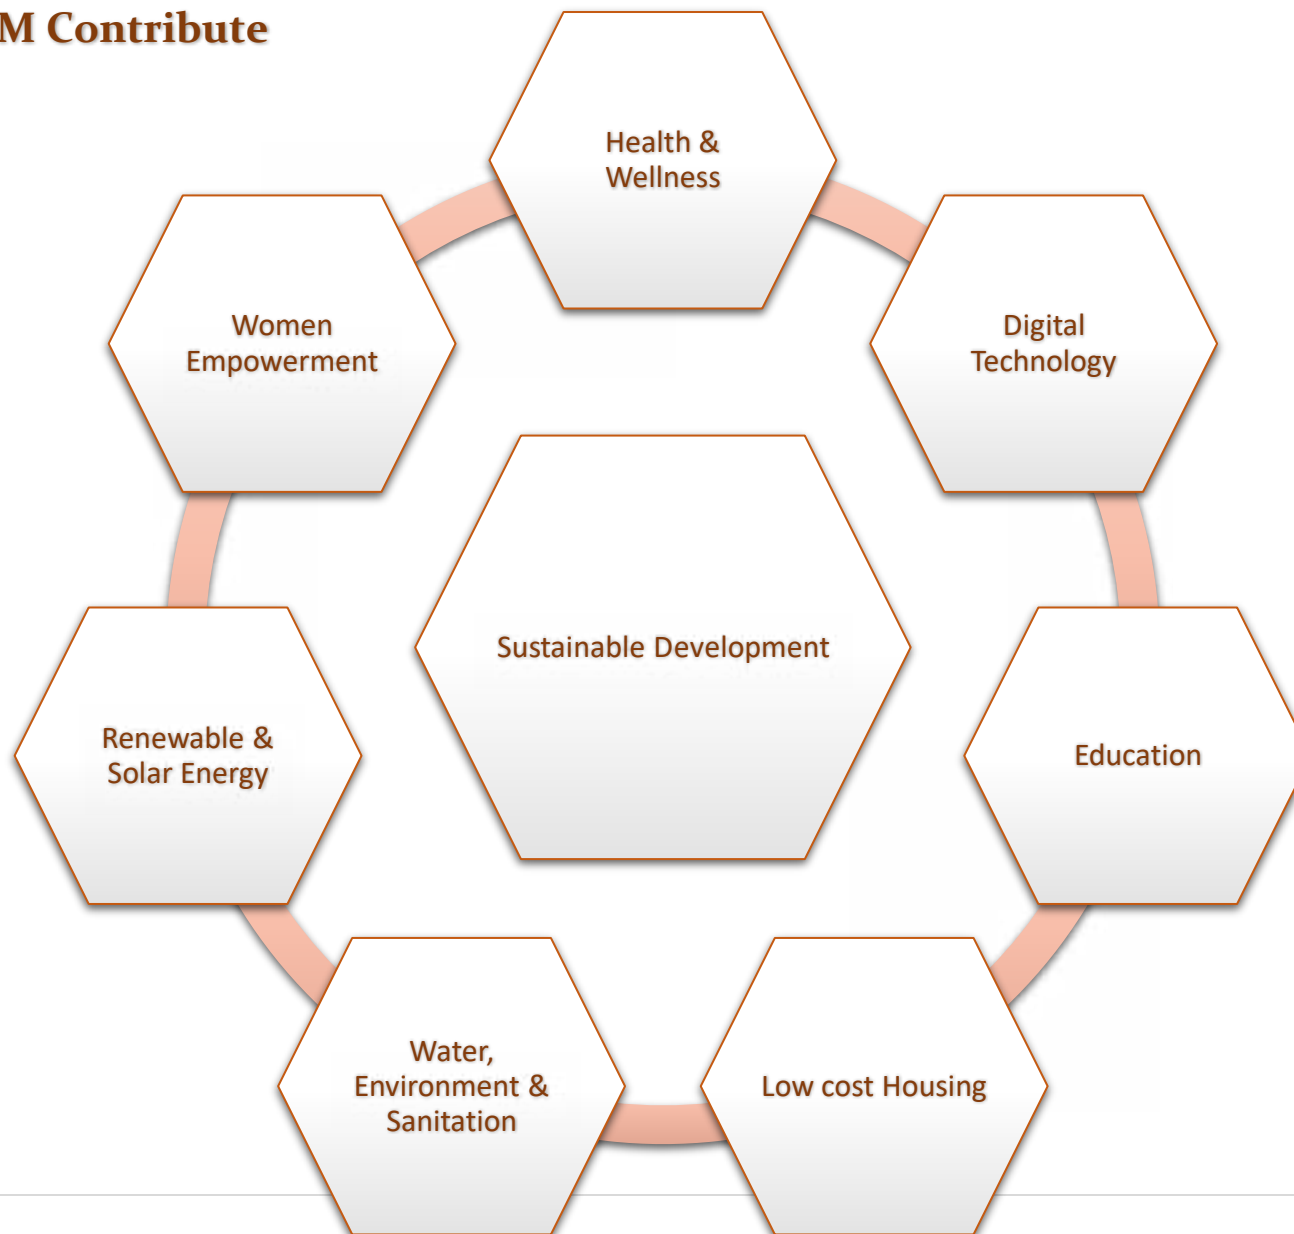 M Contribute
Health &
Wellness
Digital
Technology
Education
Low cost Housing
Water,
Environment &
Sanitation
Renewable &
Solar Energy
Women
Empowerment
Sustainable Development